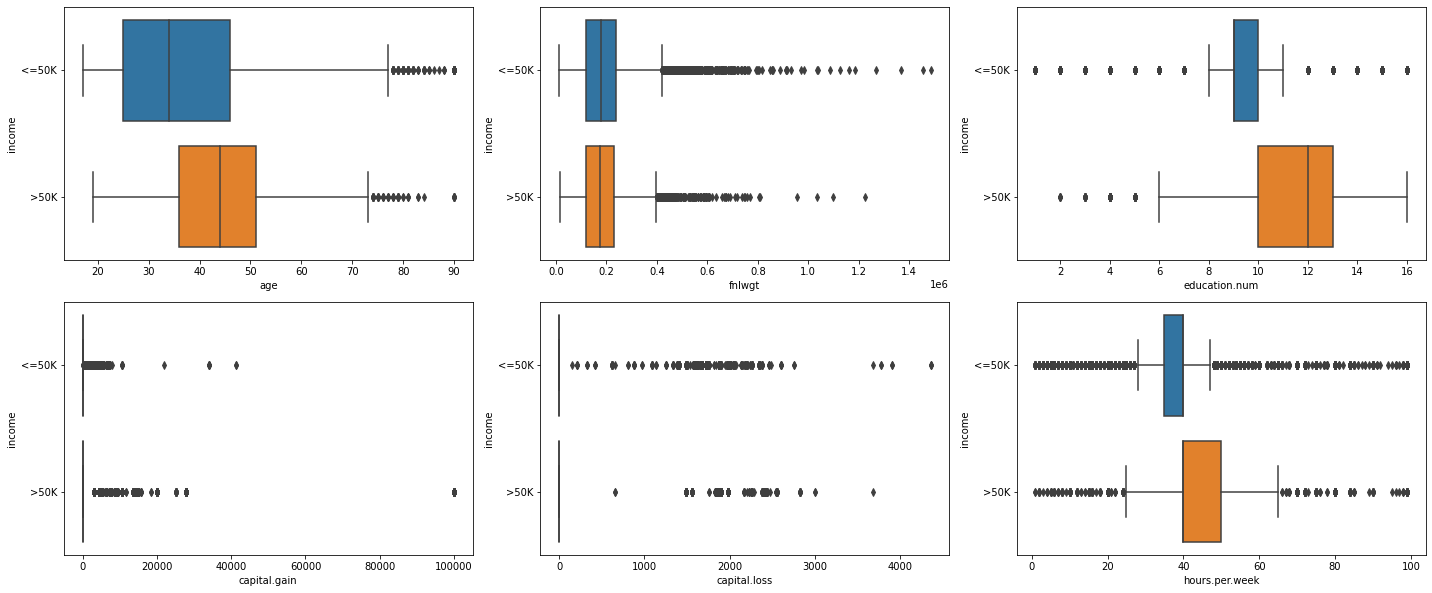 income
<=50K
>50K
20 30 40 50 60 70 80 90
age
income
<=50K
>50K
0.0 0.2 0.4 0.6 0.8 1.0 1.2 1.4
1e6
fnlwgt
income
<=50K
>50K
2 4 6 8 10 12 14 16
education.num
income
<=50K
>50K
0 20000 40000 60000 80000 100000
capital.gain
income
<=50K
>50K
0 1000 2000 3000 4000
capital.loss
income
<=50K
>50K
0 20 40 60 80 100
hours.per.week